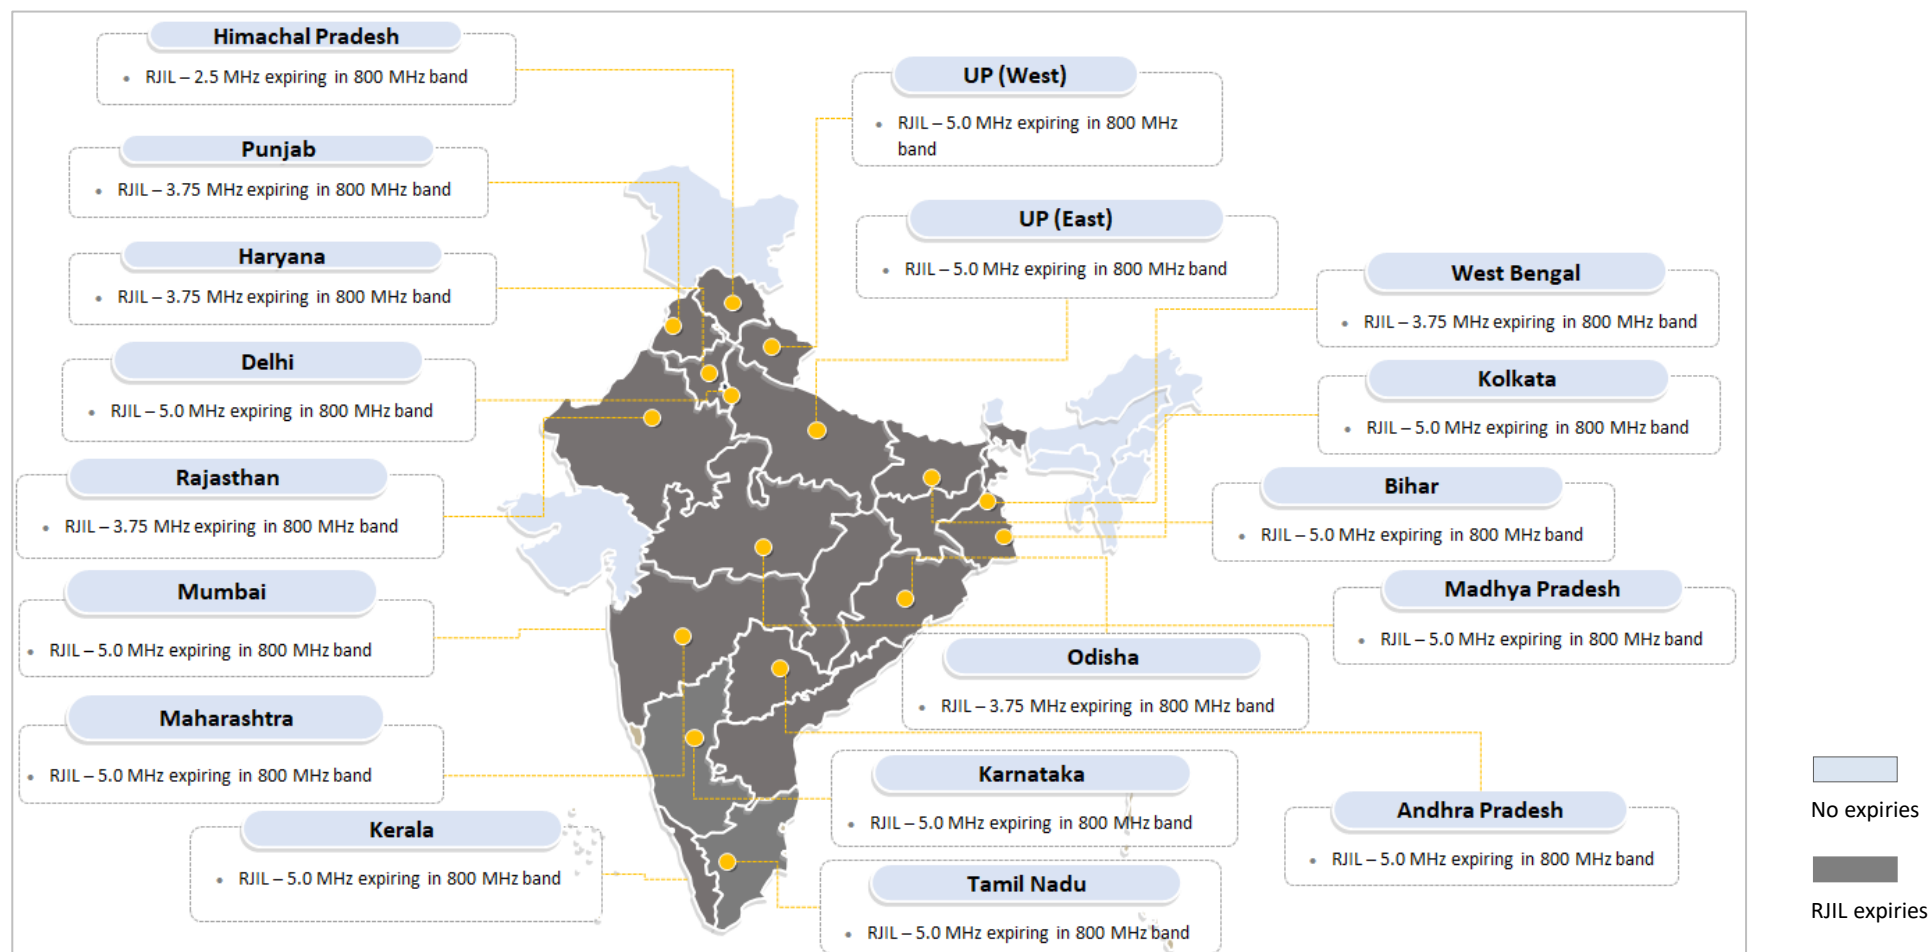 Himachal Pradesh
• RJIL – 2.5 MHz expiring in 800 MHz band
Punjab
• RJIL – 3.75 MHz expiring in 800 MHz band
Haryana
• RJIL – 3.75 MHz expiring in 800 MHz band
Delhi
• RJIL – 5.0 MHz expiring in 800 MHz band
Rajasthan
• RJIL – 3.75 MHz expiring in 800 MHz band
Mumbai
• RJIL – 5.0 MHz expiring in 800 MHz band
Maharashtra
• RJIL – 5.0 MHz expiring in 800 MHz band
Kerala
• RJIL – 5.0 MHz expiring in 800 MHz band
UP (West)
• RJIL – 5.0 MHz expiring in 800 MHz
band
UP (East)
• RJIL – 5.0 MHz expiring in 800 MHz band
West Bengal
• RJIL – 3.75 MHz expiring in 800 MHz band
Kolkata
• RJIL – 5.0 MHz expiring in 800 MHz band
Bihar
• RJIL – 5.0 MHz expiring in 800 MHz band
Madhya Pradesh
• RJIL – 5.0 MHz expiring in 800 MHz band
Odisha
• RJIL – 3.75 MHz expiring in 800 MHz band
Karnataka
• RJIL – 5.0 MHz expiring in 800 MHz band
Andhra Pradesh
• RJIL – 5.0 MHz expiring in 800 MHz band
Tamil Nadu
• RJIL – 5.0 MHz expiring in 800 MHz band
No expiries
RJIL expiries